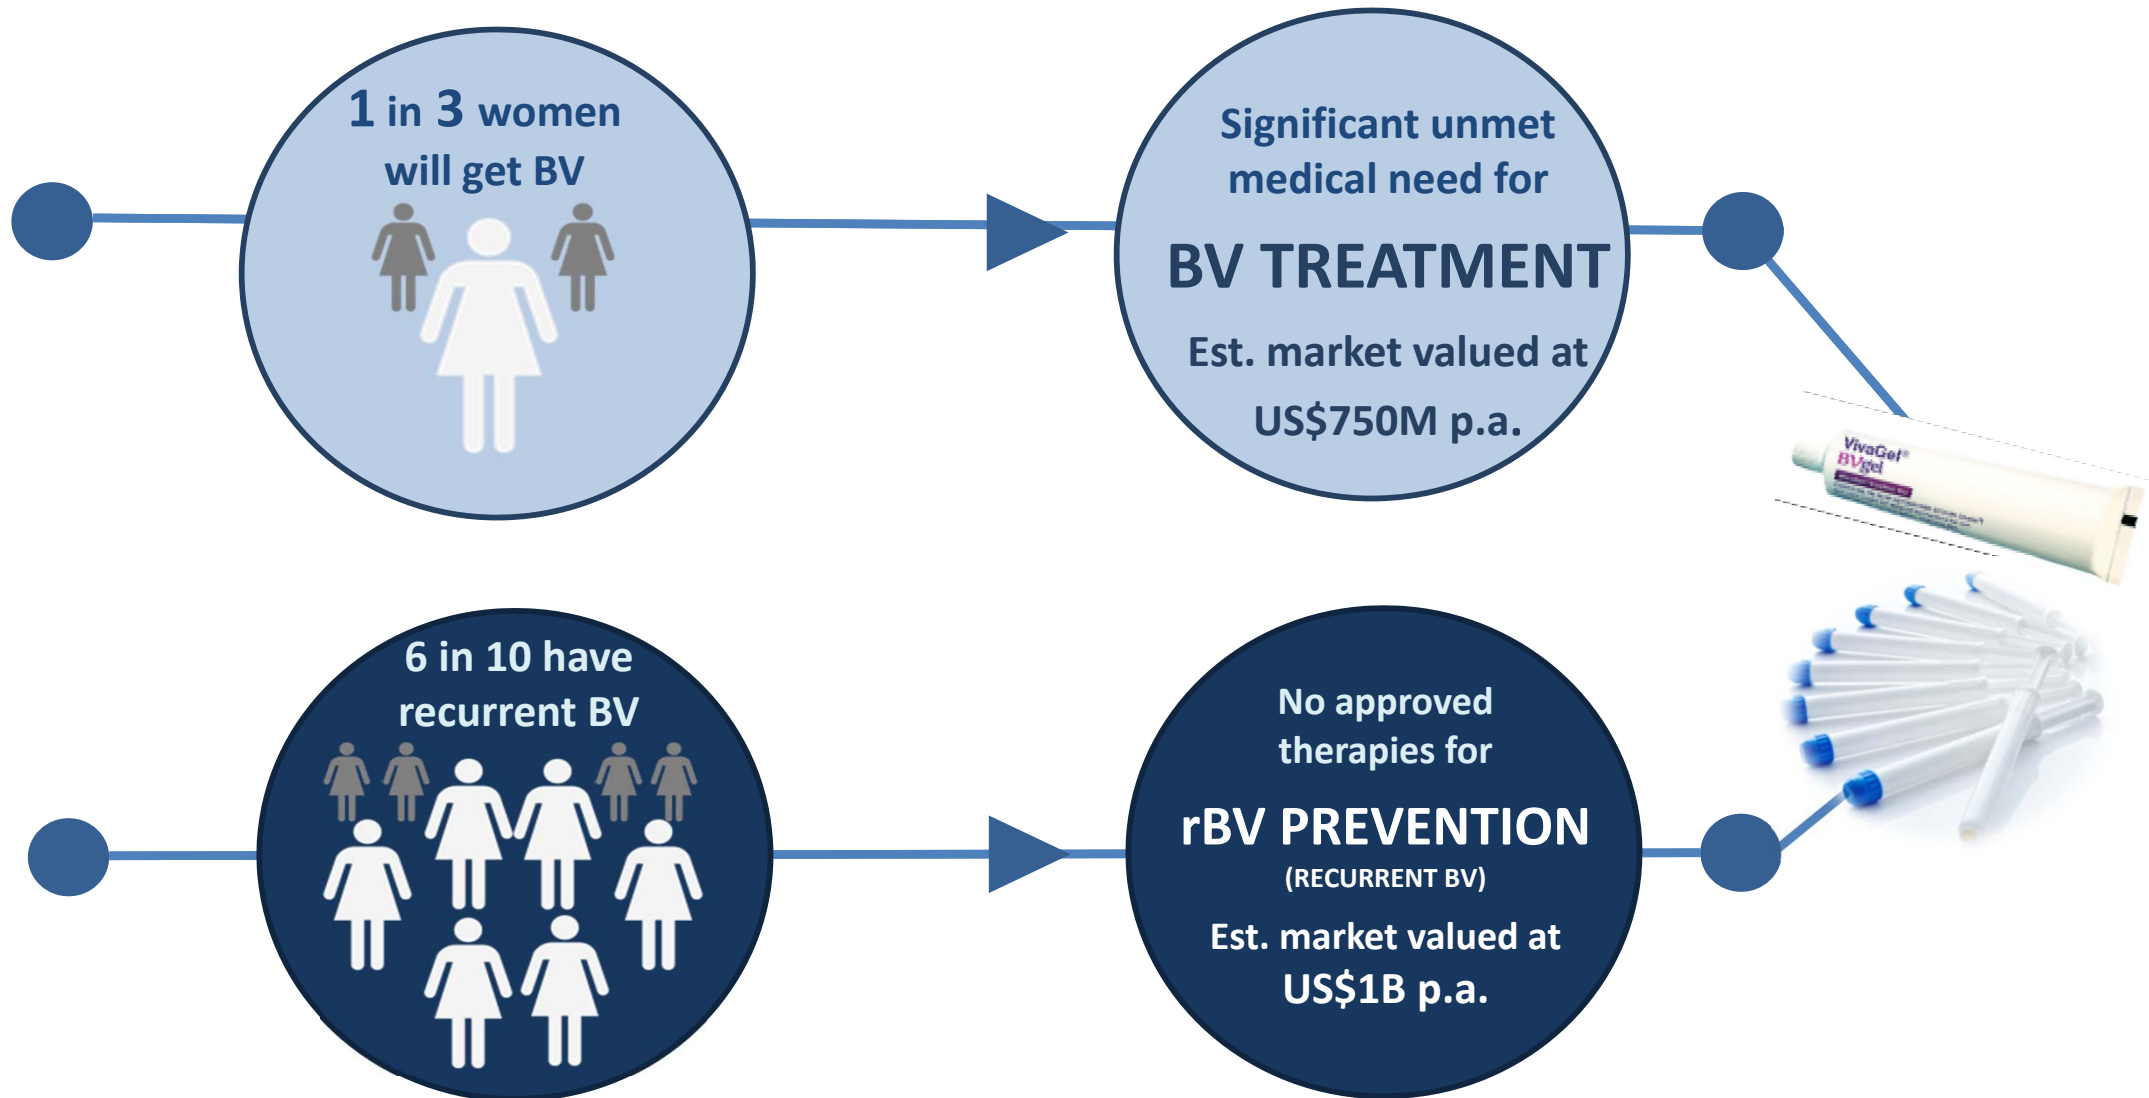 1 in 3 women
will get BV
Significant unmet
medical need for
BV TREATMENT
Est. market valued at
US$750M p.a.
VivaGel®
BVgel
6 in 10 have
recurrent BV
No approved
therapies for
rBV PREVENTION
(RECURRENT BV)
Est. market valued at
US$1B p.a.